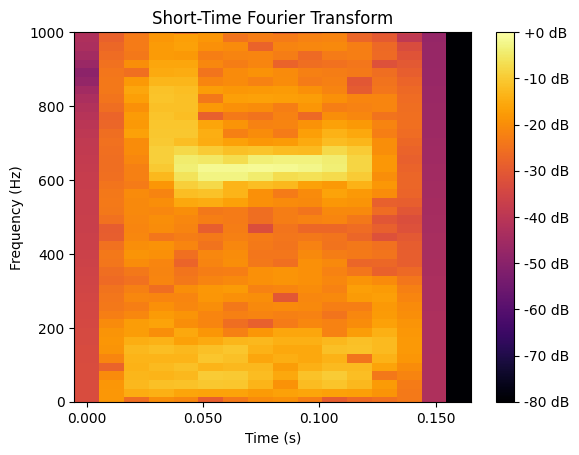 Short-Time Fourier Transform
1000
800
600
400
200
0
Frequency (Hz)
0.000
0.050
0.100
0.150
Time (s)
+0 dB
-10 dB
-20 dB
-30 dB
-40 dB
-50 dB
-60 dB
-70 dB
-80 dB